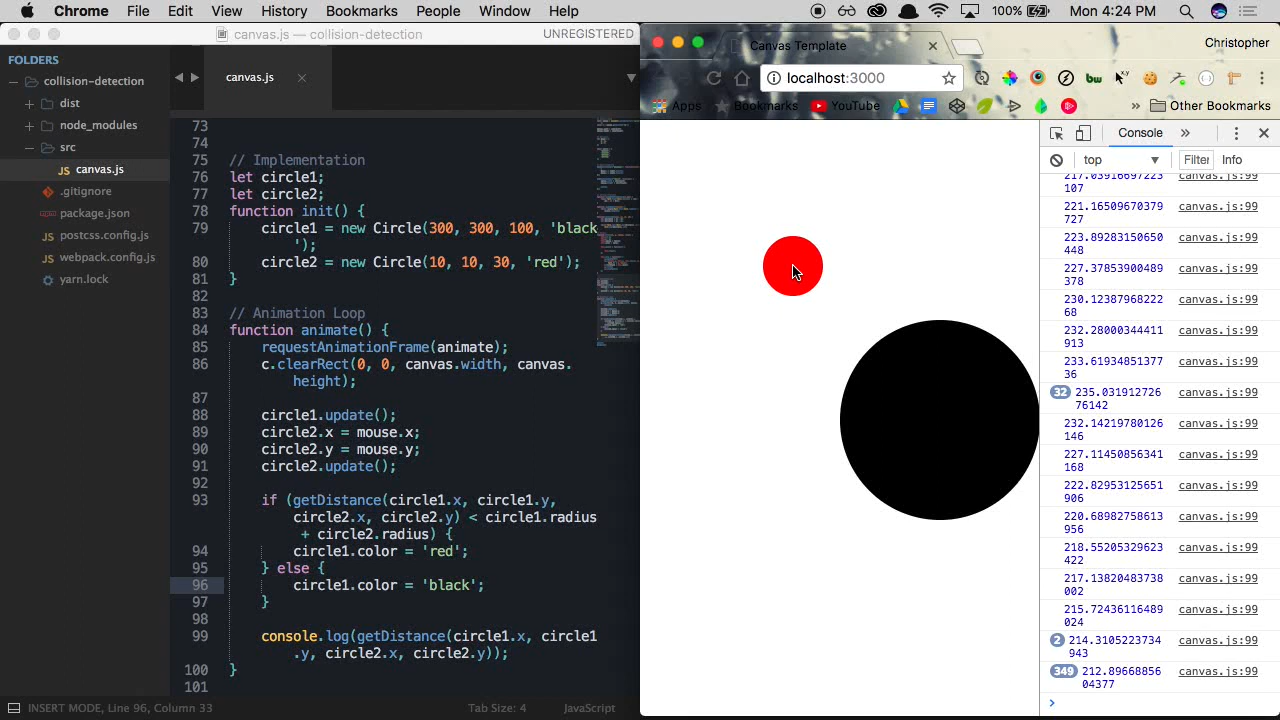 Chrome File Edit View History Bookmarks People Window Help 100% Mon 4:24 PM
canvas.js — collision-detection UNREGISTERED
FOLDERS
collision-detection
dist
node_modules
src
canvas.js
.gitignore
package.json
postcss.config.js
webpack.config.js
yarn.lock
canvas.js
73
74
75 // Implementation
76 let circle1;
77 let circle2;
78 function init() {
79 circle1 = new Circle(300, 300, 100, 'black
');
80 circle2 = new Circle(10, 10, 30, 'red');
81 }
82
83 // Animation Loop
84 function animate() {
85 requestAnimationFrame(animate);
86 c.clearRect(0, 0, canvas.width, canvas.
height);
87
88 circle1.update();
89 circle2.x = mouse.x;
90 circle2.y = mouse.y;
91 circle2.update();
92
93 if (getDistance(circle1.x, circle1.y,
circle2.x, circle2.y) < circle1.radius
+ circle2.radius) {
94 circle1.color = 'red';
95 } else {
96 circle1.color = 'black';
97 }
98
99 console.log(getDistance(circle1.x, circle1
.y, circle2.x, circle2.y));
100 }
101
INSERT MODE, Line 96, Column 33 Tab Size: 4 JavaScript
Canvas Template Christopher
localhost:3000
Apps Bookmarks YouTube » Other Bookmarks
Console »
top Filter Info
217.03916697223 canvas.js:99
107
221.16509670379 canvas.js:99
727
223.89283150650 canvas.js:99
448
227.37853900489 canvas.js:99
378
230.12387966222 canvas.js:99
68
232.28000344411 canvas.js:99
913
233.61934851377 canvas.js:99
36
32 235.031912726 canvas.js:99
76142
232.14219780126 canvas.js:99
146
227.11450856341 canvas.js:99
168
222.82953125651 canvas.js:99
906
220.68982758613 canvas.js:99
956
218.55205329623 canvas.js:99
422
217.13820483738 canvas.js:99
002
215.72436116489 canvas.js:99
024
2 214.3105223734 canvas.js:99
943
349 212.89668856 canvas.js:99
04377